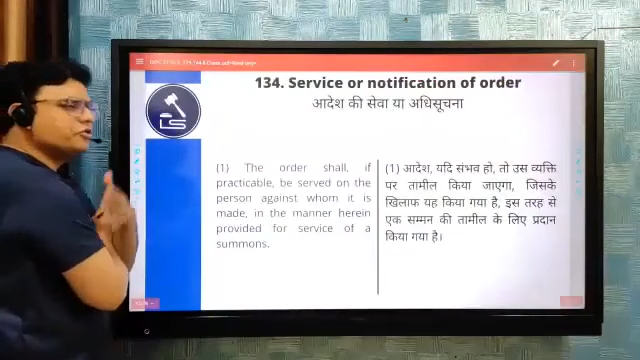 134. Service or notification of order
आदेश की सेवा या अधिसूचना
LS
(1) The order shall, if
practicable, be served on the
person against whom it is
made, in the manner herein
provided for service of a
summons.
(1) आदेश, यदि संभव हो, तो उस व्यक्ति
पर तामील किया जाएगा, जिसके
खिलाफ यह किया गया है, इस तरह से
एक सम्मन की तामील के लिए प्रदान
किया गया है।